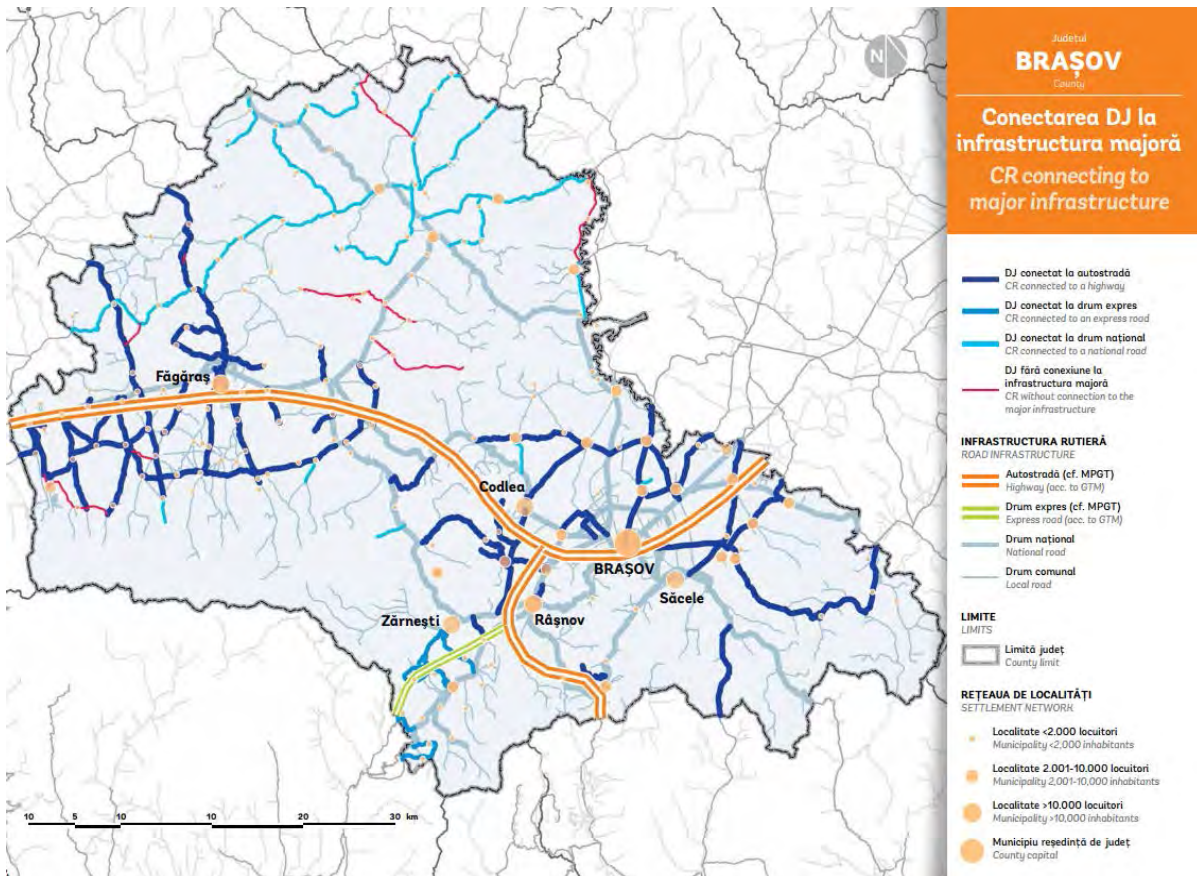 N
Făgăraș
Codlea
BRAȘOV
Săcele
Zărnești
Râșnov
10 5 10 10 20 30 km
Județul
BRAȘOV
County
Conectarea DJ la
infrastructura majoră
CR connecting to
major infrastructure
DJ conectat la autostradă
CR connected to a highway
DJ conectat la drum expres
CR connected to an express road
DJ conectat la drum național
CR connected to a national road
DJ fără conexiune la
infrastructura majoră
CR without connection to the
major infrastructure
INFRASTRUCTURA RUTIERĂ
ROAD INFRASTRUCTURE
Autostradă (cf. MPGT)
Highway (acc. to GTM)
Drum expres (cf. MPGT)
Express road (acc. to GTM)
Drum național
National road
Drum comunal
Local road
LIMITE
LIMITS
Limită județ
County limit
REȚEAUA DE LOCALITĂȚI
SETTLEMENT NETWORK
Localitate <2.000 locuitori
Municipality <2,000 inhabitants
Localitate 2.001-10.000 locuitori
Municipality 2,001-10,000 inhabitants
Localitate >10.000 locuitori
Municipality >10,000 inhabitants
Municipiu reședință de județ
County capital